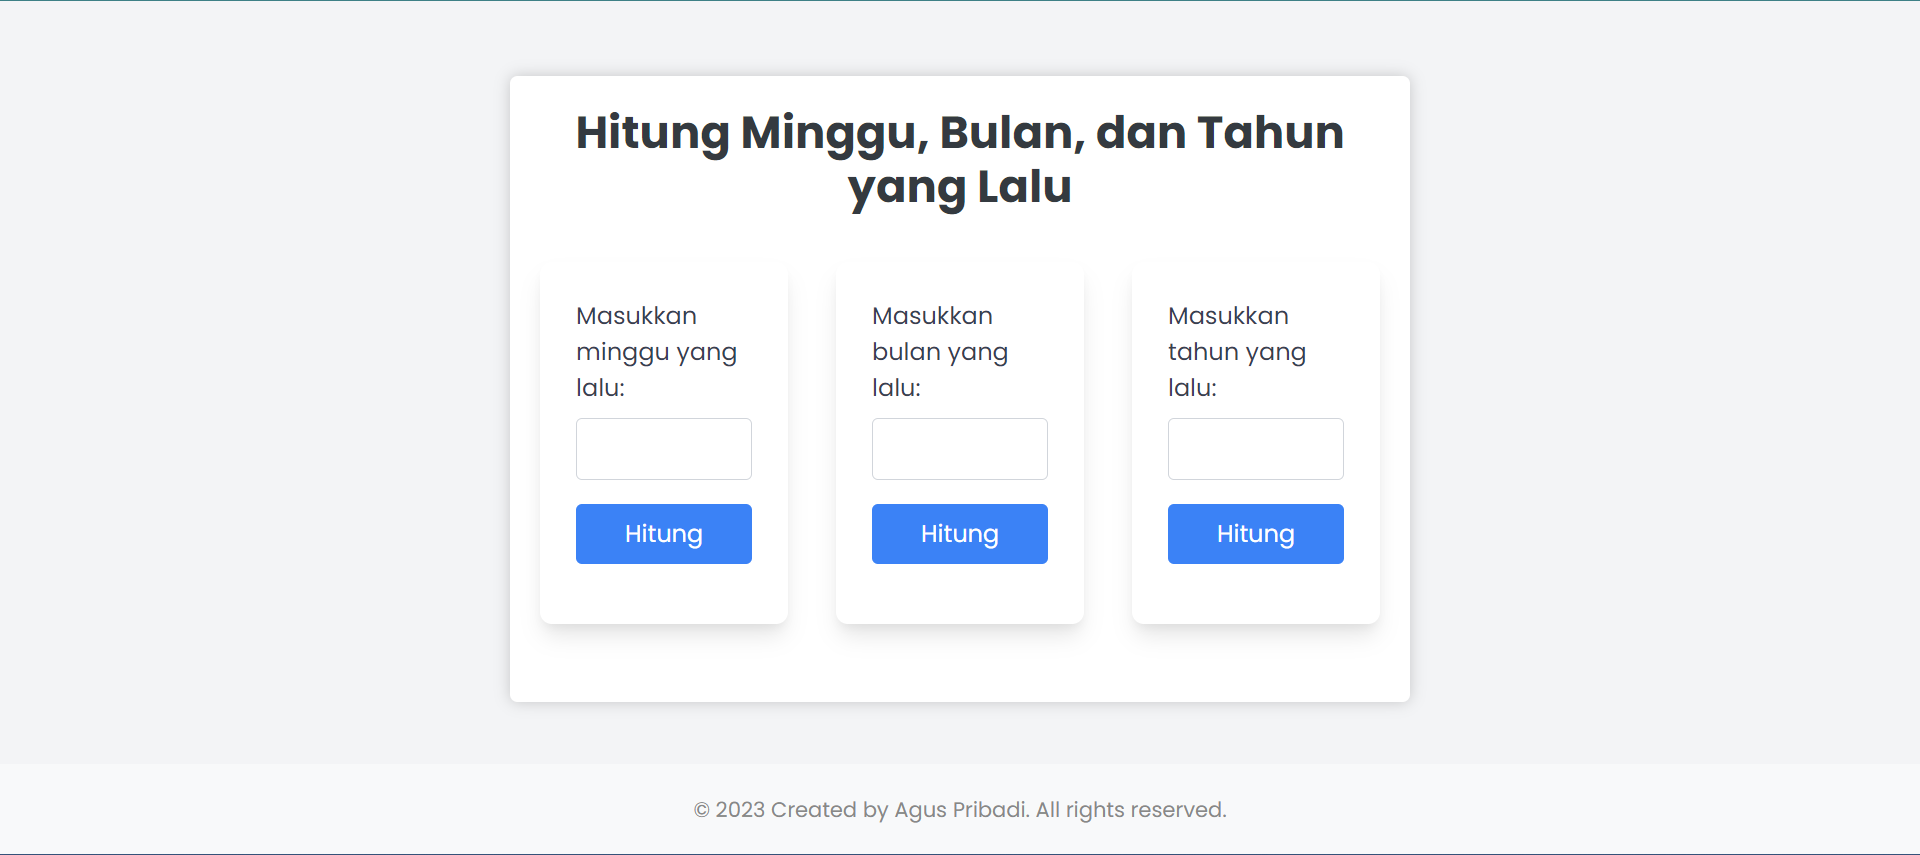 Hitung Minggu, Bulan, dan Tahun
yang Lalu
Masukkan
minggu yang
lalu:
Hitung
Masukkan
bulan yang
lalu:
Hitung
Masukkan
tahun yang
lalu:
Hitung
© 2023 Created by Agus Pribadi. All rights reserved.